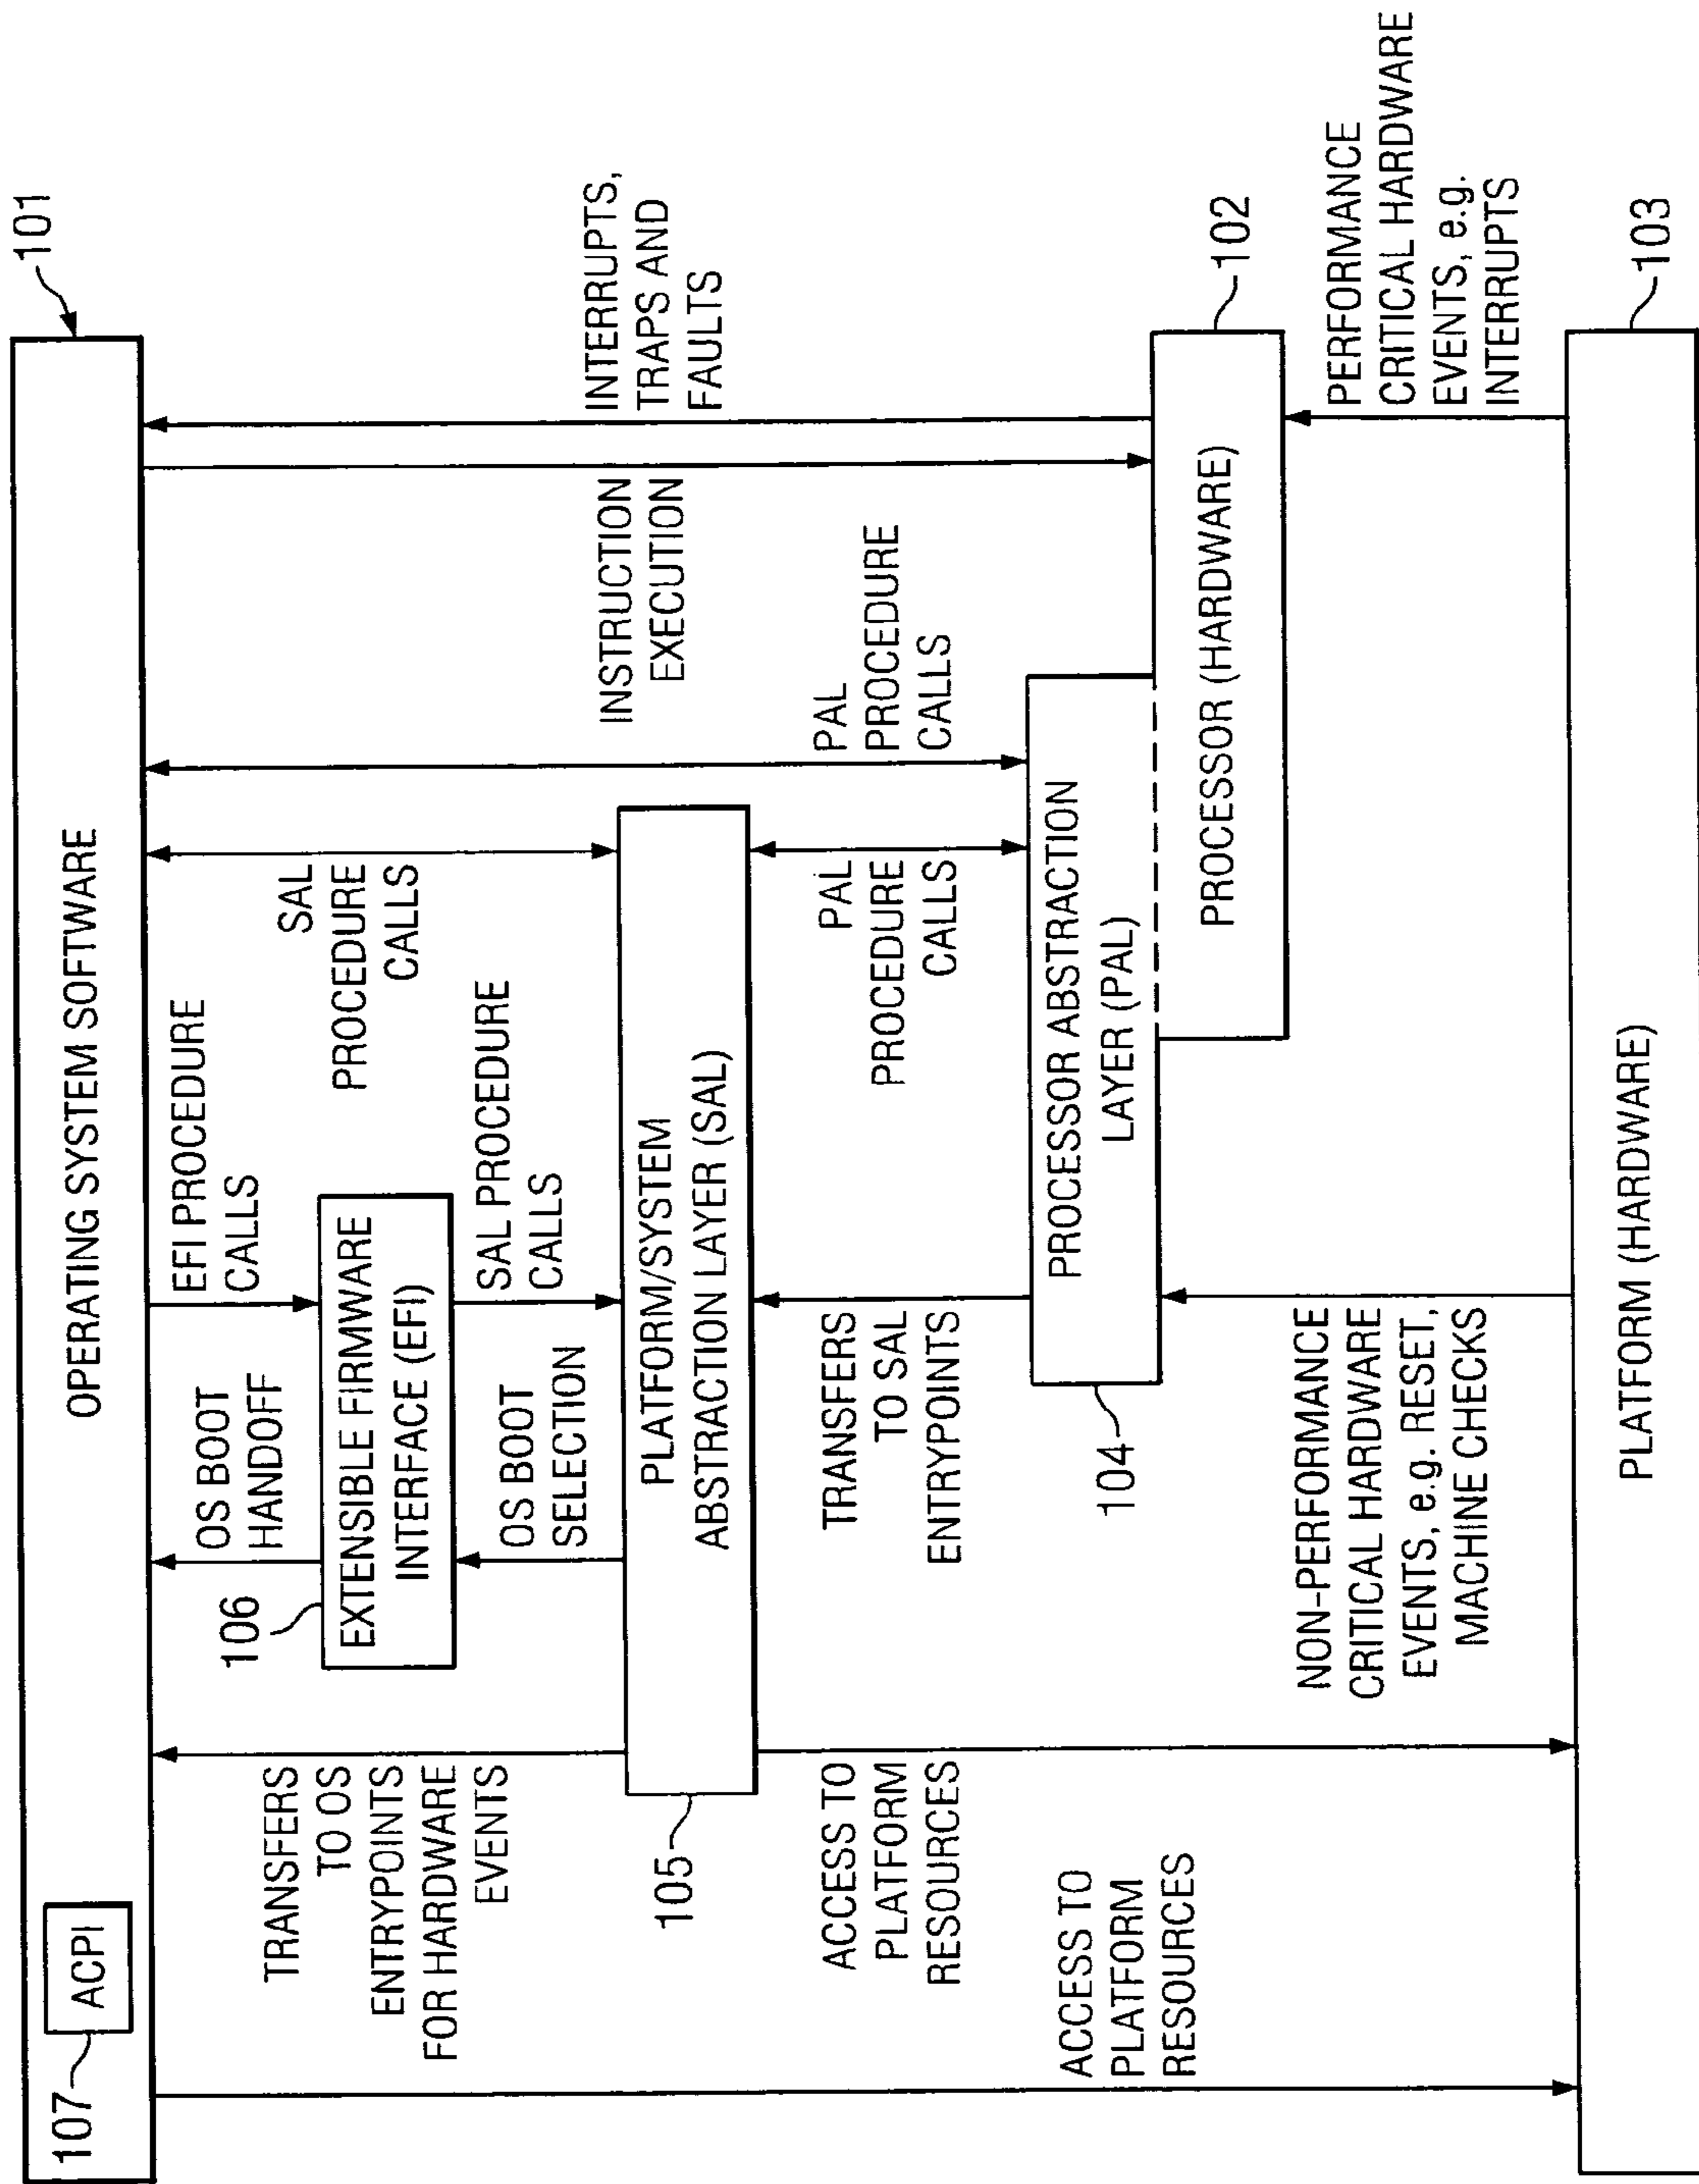 107
ACPI
OPERATING SYSTEM SOFTWARE
101
TRANSFERS
TO OS
ENTRYPOINTS
FOR HARDWARE
EVENTS
OS BOOT
HANDOFF
EFI PROCEDURE
CALLS
106
EXTENSIBLE FIRMWARE
INTERFACE (EFI)
OS BOOT
SELECTION
SAL PROCEDURE
CALLS
SAL
PROCEDURE
CALLS
INSTRUCTION
EXECUTION
INTERRUPTS,
TRAPS AND
FAULTS
PLATFORM/SYSTEM
ABSTRACTION LAYER (SAL)
105
ACCESS TO
PLATFORM
RESOURCES
TRANSFERS
TO SAL
ENTRYPOINTS
PAL
PROCEDURE
CALLS
PAL
PROCEDURE
CALLS
ACCESS TO
PLATFORM
RESOURCES
104
PROCESSOR ABSTRACTION
LAYER (PAL)
PROCESSOR (HARDWARE)
102
NON-PERFORMANCE
CRITICAL HARDWARE
EVENTS, e.g. RESET,
MACHINE CHECKS
PERFORMANCE
CRITICAL HARDWARE
EVENTS, e.g.
INTERRUPTS
PLATFORM (HARDWARE)
103